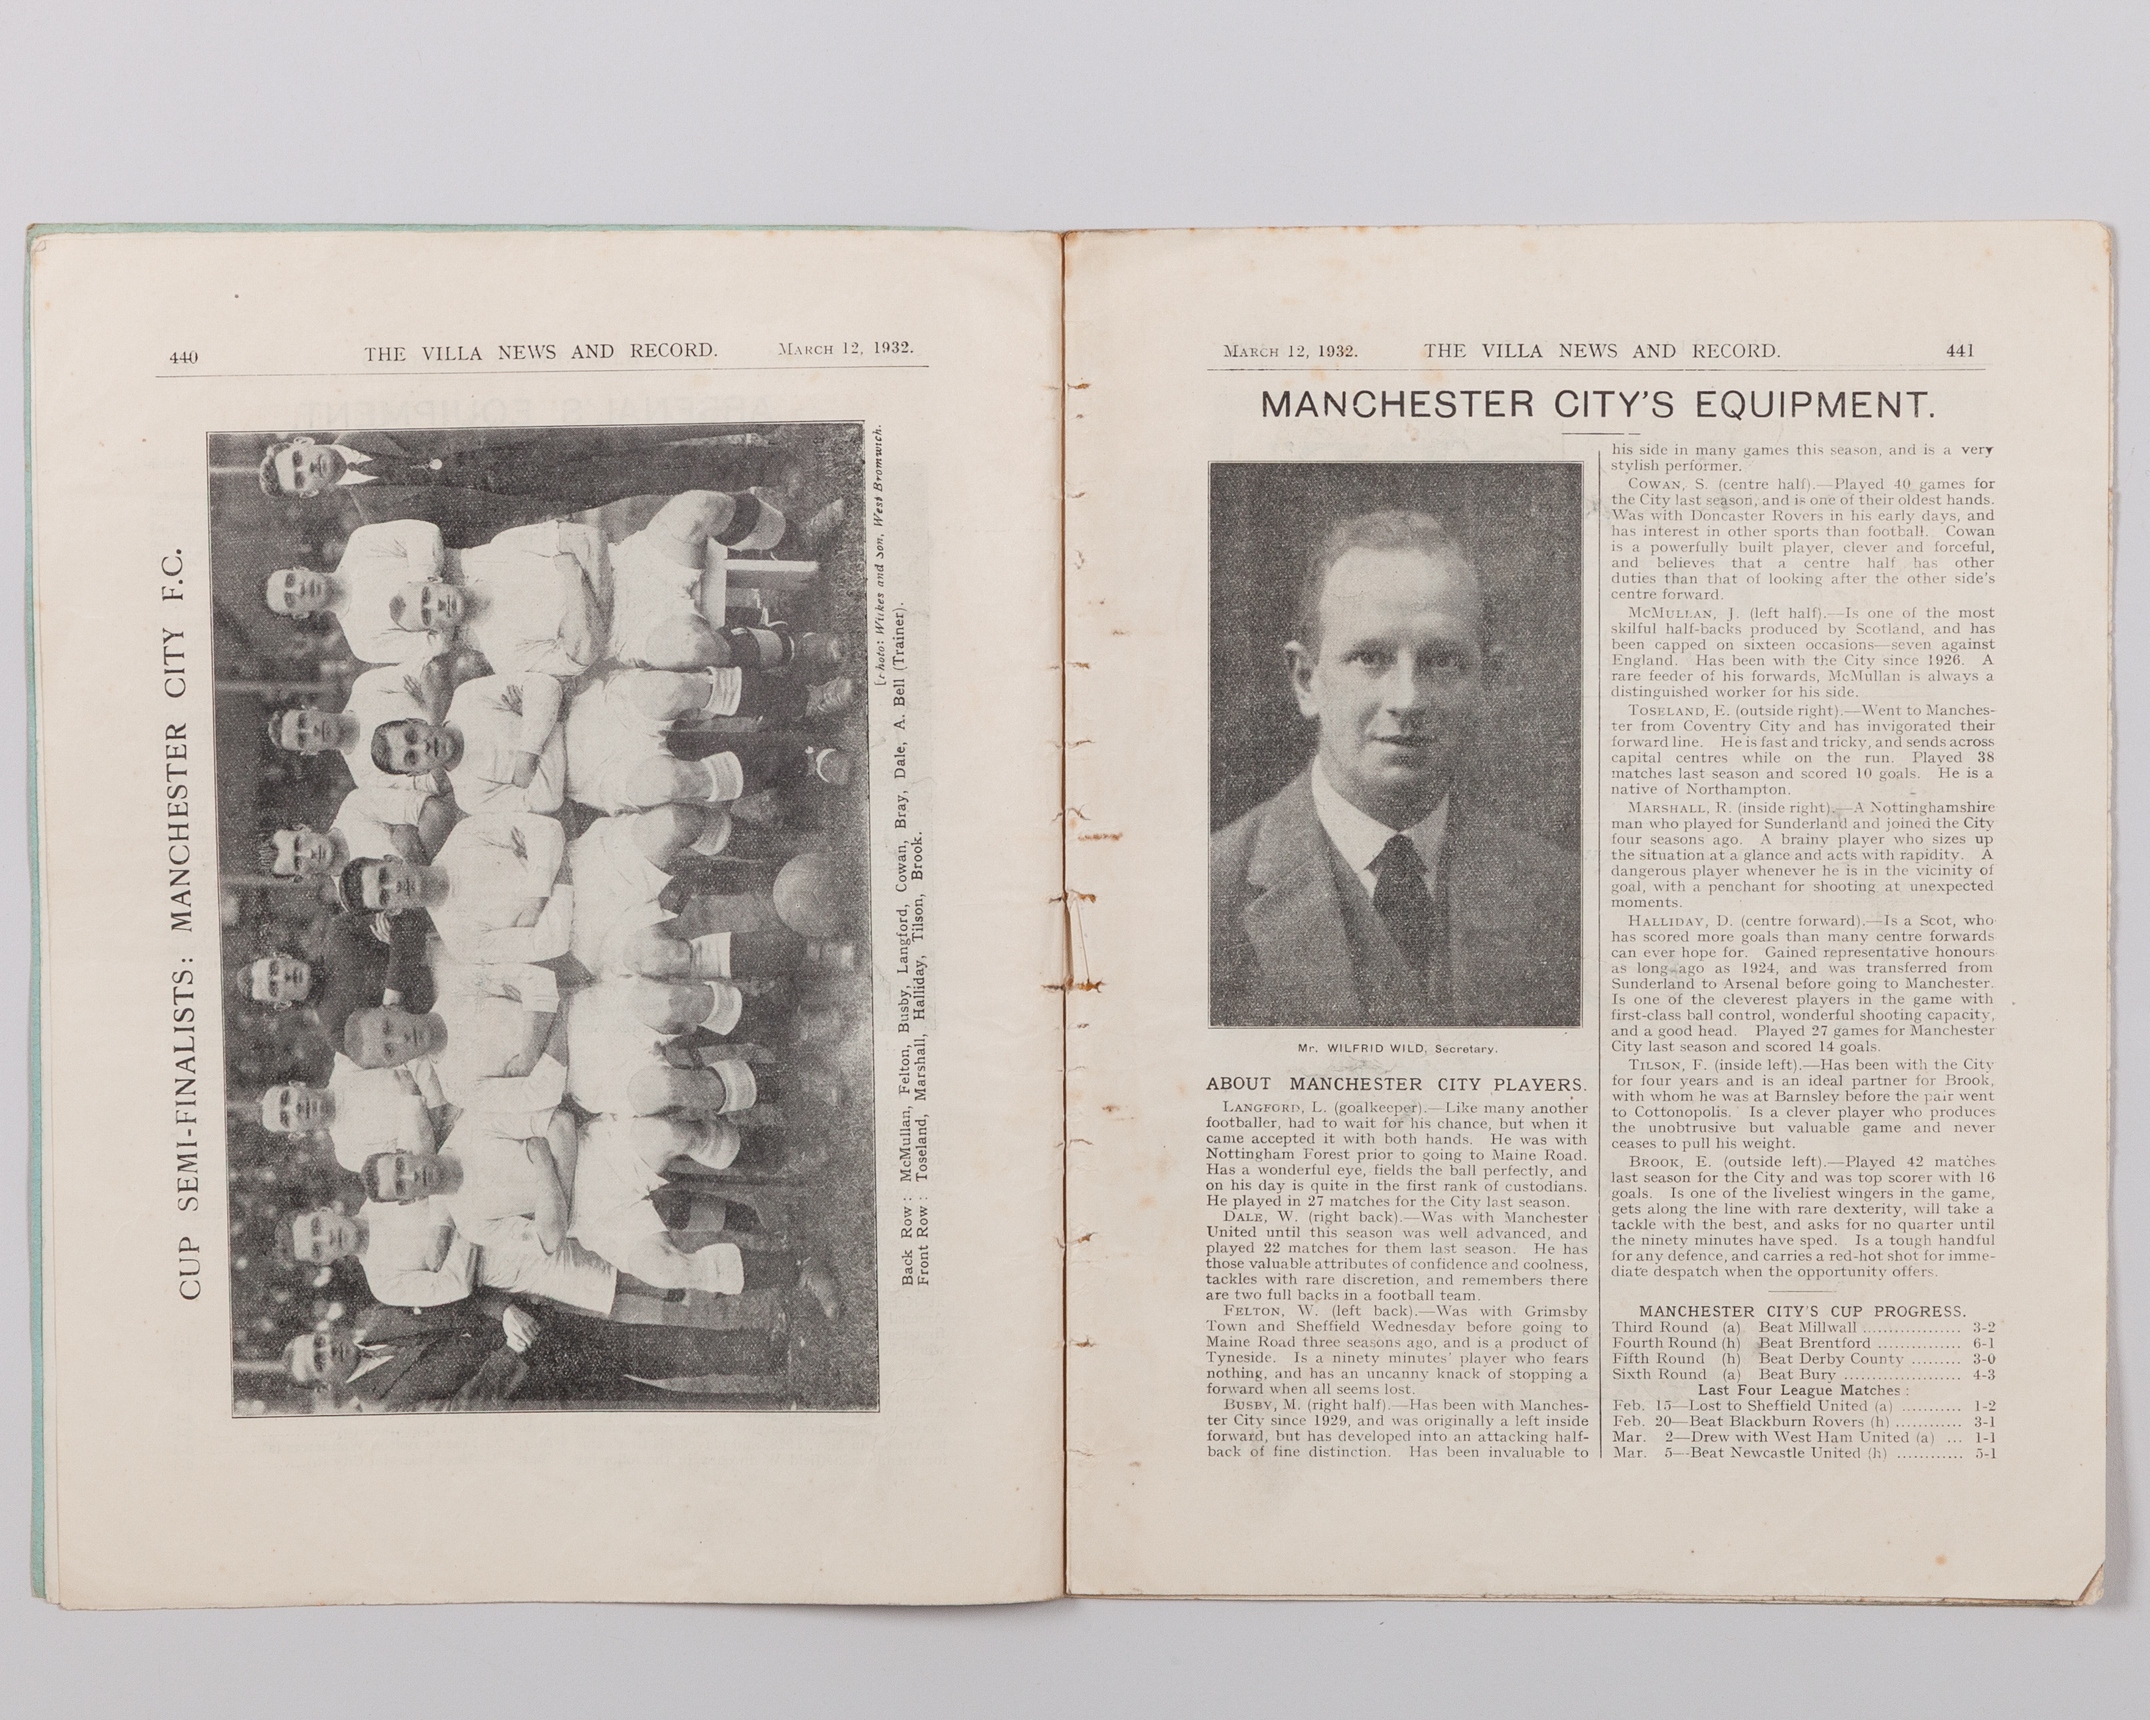 440 THE VILLA NEWS AND RECORD. MARCH 12, 1932.
CUP SEMI-FINALISTS: MANCHESTER CITY F.C.
[Photo: Wilkes and Son, West Bromwich.
Back Row: McMullan, Felton, Busby, Langford, Cowan, Bray, Dale, A. Bell (Trainer).
Front Row: Toseland, Marshall, Halliday, Tilson, Brook.
MARCH 12, 1932. THE VILLA NEWS AND RECORD. 441
MANCHESTER CITY'S EQUIPMENT.
Mr. WILFRID WILD, Secretary.
ABOUT MANCHESTER CITY PLAYERS.
LANGFORD, L. (goalkeeper).—Like many another
footballer, had to wait for his chance, but when it
came accepted it with both hands. He was with
Nottingham Forest prior to going to Maine Road.
Has a wonderful eye, fields the ball perfectly, and
on his day is quite in the first rank of custodians.
He played in 27 matches for the City last season.
DALE, W. (right back).—Was with Manchester
United until this season was well advanced, and
played 22 matches for them last season. He has
those valuable attributes of confidence and coolness,
tackles with rare discretion, and remembers there
are two full backs in a football team.
FELTON, W. (left back).—Was with Grimsby
Town and Sheffield Wednesday before going to
Maine Road three seasons ago, and is a product of
Tyneside. Is a ninety minutes' player who fears
nothing, and has an uncanny knack of stopping a
forward when all seems lost.
BUSBY, M. (right half).—Has been with Manches-
ter City since 1929, and was originally a left inside
forward, but has developed into an attacking half-
back of fine distinction. Has been invaluable to
his side in many games this season, and is a very
stylish performer.
COWAN, S. (centre half).—Played 40 games for
the City last season, and is one of their oldest hands.
Was with Doncaster Rovers in his early days, and
has interest in other sports than football. Cowan
is a powerfully built player, clever and forceful,
and believes that a centre half has other
duties than that of looking after the other side's
centre forward.
McMULLAN, J. (left half).—Is one of the most
skilful half-backs produced by Scotland, and has
been capped on sixteen occasions—seven against
England. Has been with the City since 1926. A
rare feeder of his forwards, McMullan is always a
distinguished worker for his side.
TOSELAND, E. (outside right).—Went to Manches-
ter from Coventry City and has invigorated their
forward line. He is fast and tricky, and sends across
capital centres while on the run. Played 38
matches last season and scored 10 goals. He is a
native of Northampton.
MARSHALL, R. (inside right).—A Nottinghamshire
man who played for Sunderland and joined the City
four seasons ago. A brainy player who sizes up
the situation at a glance and acts with rapidity. A
dangerous player whenever he is in the vicinity of
goal, with a penchant for shooting at unexpected
moments.
HALLIDAY, D. (centre forward).—Is a Scot, who
has scored more goals than many centre forwards
can ever hope for. Gained representative honours
as long ago as 1924, and was transferred from
Sunderland to Arsenal before going to Manchester.
Is one of the cleverest players in the game with
first-class ball control, wonderful shooting capacity,
and a good head. Played 27 games for Manchester
City last season and scored 14 goals.
TILSON, F. (inside left).—Has been with the City
for four years and is an ideal partner for Brook,
with whom he was at Barnsley before the pair went
to Cottonopolis. Is a clever player who produces
the unobtrusive but valuable game and never
ceases to pull his weight.
BROOK, E. (outside left).—Played 42 matches
last season for the City and was top scorer with 16
goals. Is one of the liveliest wingers in the game,
gets along the line with rare dexterity, will take a
tackle with the best, and asks for no quarter until
the ninety minutes have sped. Is a tough handful
for any defence, and carries a red-hot shot for imme-
diate despatch when the opportunity offers.
MANCHESTER CITY'S CUP PROGRESS.
Third Round (a) Beat Millwall .................. 3-2
Fourth Round (h) Beat Brentford ............... 6-1
Fifth Round (h) Beat Derby County ......... 3-0
Sixth Round (a) Beat Bury ..................... 4-3
Last Four League Matches :
Feb. 15—Lost to Sheffield United (a) ........... 1-2
Feb. 20—Beat Blackburn Rovers (h) ............ 3-1
Mar. 2—Drew with West Ham United (a) ... 1-1
Mar. 5—Beat Newcastle United (h) ............ 5-1